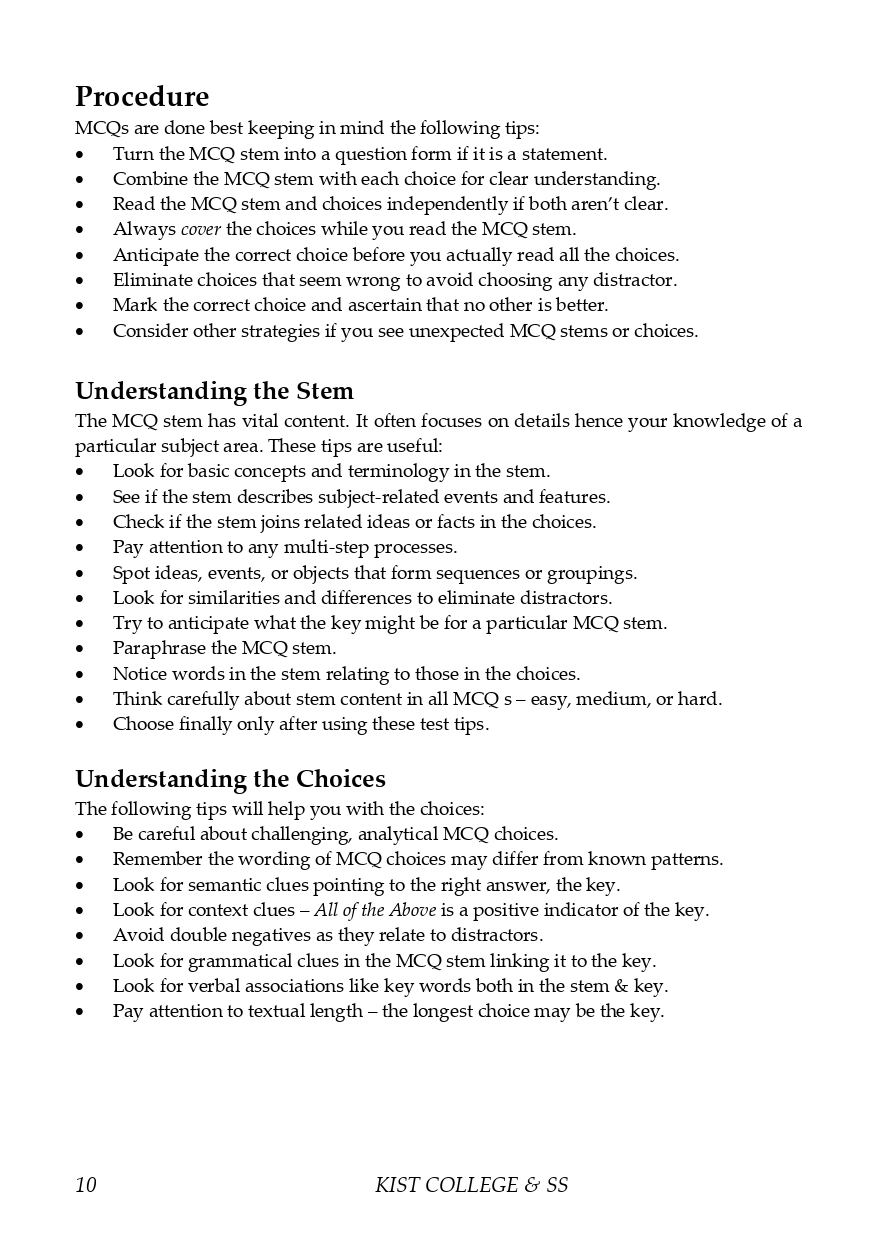 Procedure
MCQs are done best keeping in mind the following tips:
• Turn the MCQ stem into a question form if it is a statement.
• Combine the MCQ stem with each choice for clear understanding.
• Read the MCQ stem and choices independently if both aren’t clear.
• Always cover the choices while you read the MCQ stem.
• Anticipate the correct choice before you actually read all the choices.
• Eliminate choices that seem wrong to avoid choosing any distractor.
• Mark the correct choice and ascertain that no other is better.
• Consider other strategies if you see unexpected MCQ stems or choices.
Understanding the Stem
The MCQ stem has vital content. It often focuses on details hence your knowledge of a
particular subject area. These tips are useful:
• Look for basic concepts and terminology in the stem.
• See if the stem describes subject-related events and features.
• Check if the stem joins related ideas or facts in the choices.
• Pay attention to any multi-step processes.
• Spot ideas, events, or objects that form sequences or groupings.
• Look for similarities and differences to eliminate distractors.
• Try to anticipate what the key might be for a particular MCQ stem.
• Paraphrase the MCQ stem.
• Notice words in the stem relating to those in the choices.
• Think carefully about stem content in all MCQ s – easy, medium, or hard.
• Choose finally only after using these test tips.
Understanding the Choices
The following tips will help you with the choices:
• Be careful about challenging, analytical MCQ choices.
• Remember the wording of MCQ choices may differ from known patterns.
• Look for semantic clues pointing to the right answer, the key.
• Look for context clues – All of the Above is a positive indicator of the key.
• Avoid double negatives as they relate to distractors.
• Look for grammatical clues in the MCQ stem linking it to the key.
• Look for verbal associations like key words both in the stem & key.
• Pay attention to textual length – the longest choice may be the key.
10 KIST COLLEGE & SS